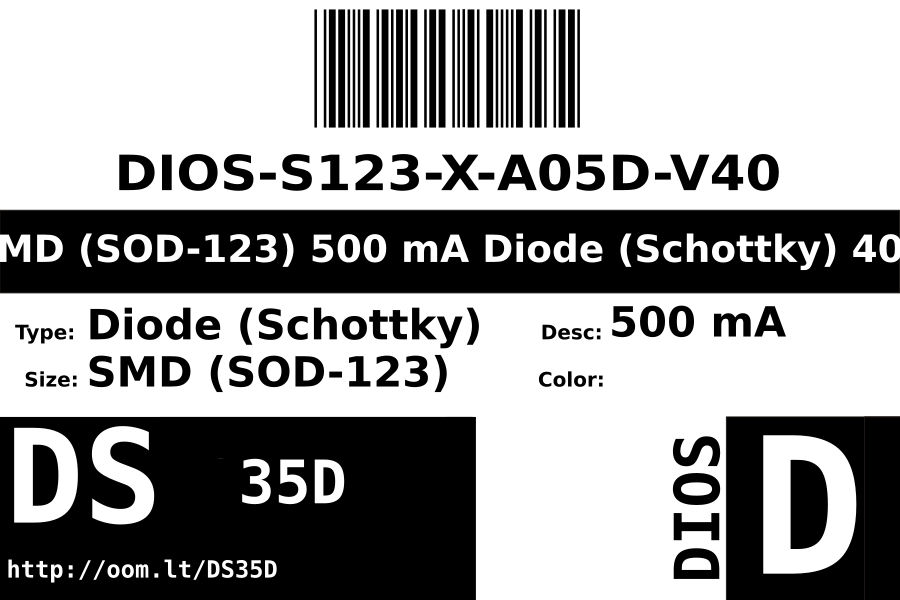 DIOS-S123-X-A05D-V40
MD (SOD-123) 500 mA Diode (Schottky) 40
Type: Diode (Schottky)
Desc: 500 mA
Size: SMD (SOD-123)
Color:
DS 35D
http://oom.lt/DS35D
DIOS
D